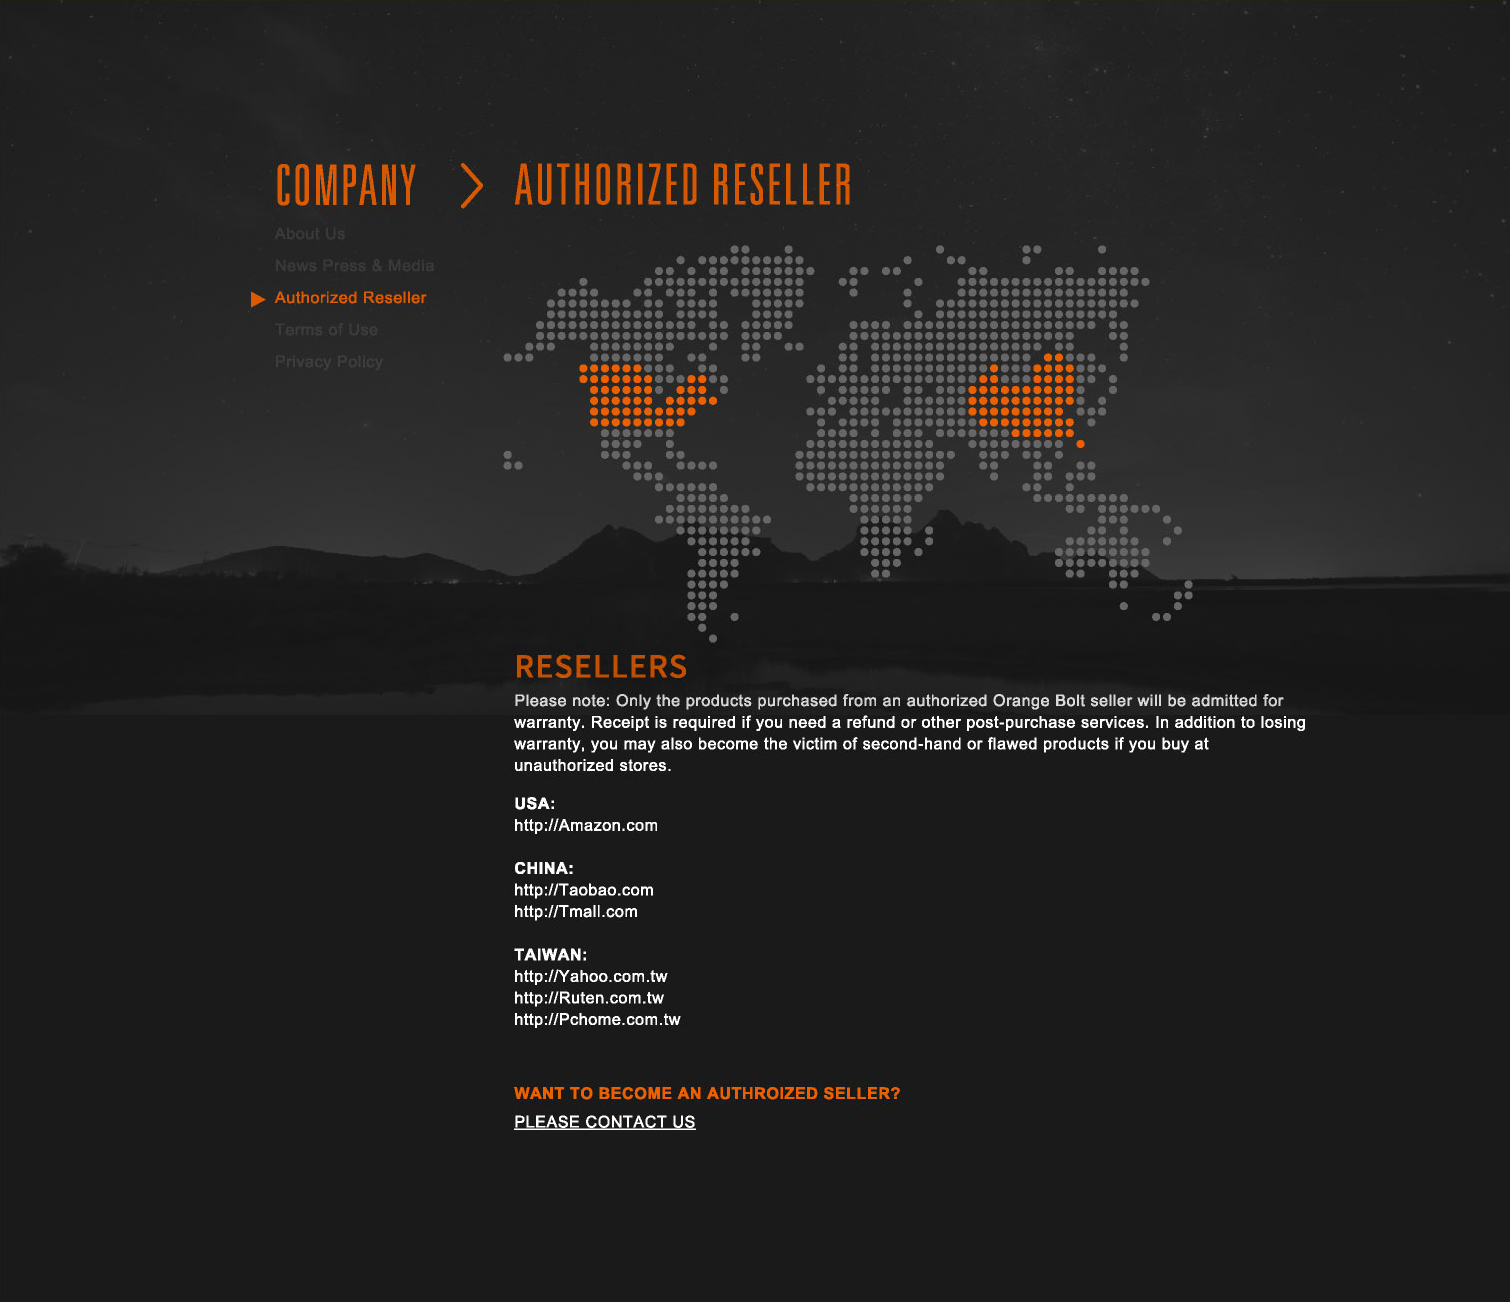 COMPANY > AUTHORIZED RESELLER
About Us
News Press & Media
Authorized Reseller
Terms of Use
Privacy Policy
RESELLERS
Please note: Only the products purchased from an authorized Orange Bolt seller will be admitted for
warranty. Receipt is required if you need a refund or other post-purchase services. In addition to losing
warranty, you may also become the victim of second-hand or flawed products if you buy at
unauthorized stores.
USA:
http://Amazon.com
CHINA:
http://Taobao.com
http://Tmall.com
TAIWAN:
http://Yahoo.com.tw
http://Ruten.com.tw
http://Pchome.com.tw
WANT TO BECOME AN AUTHROIZED SELLER?
PLEASE CONTACT US